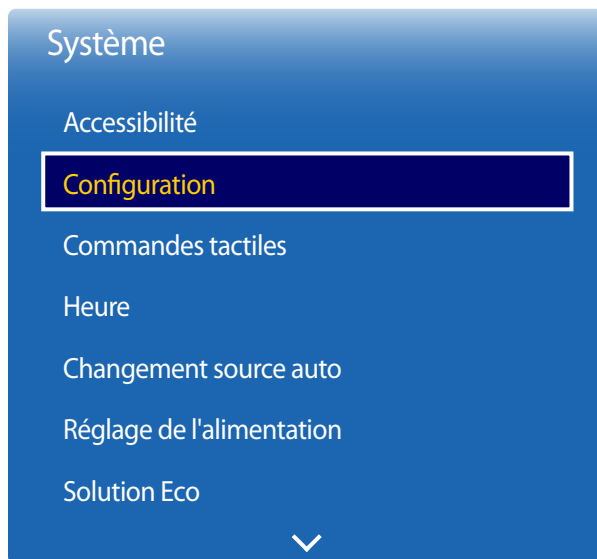 Système
Accessibilité
Configuration
Commandes tactiles
Heure
Changement source auto
Réglage de l'alimentation
Solution Eco